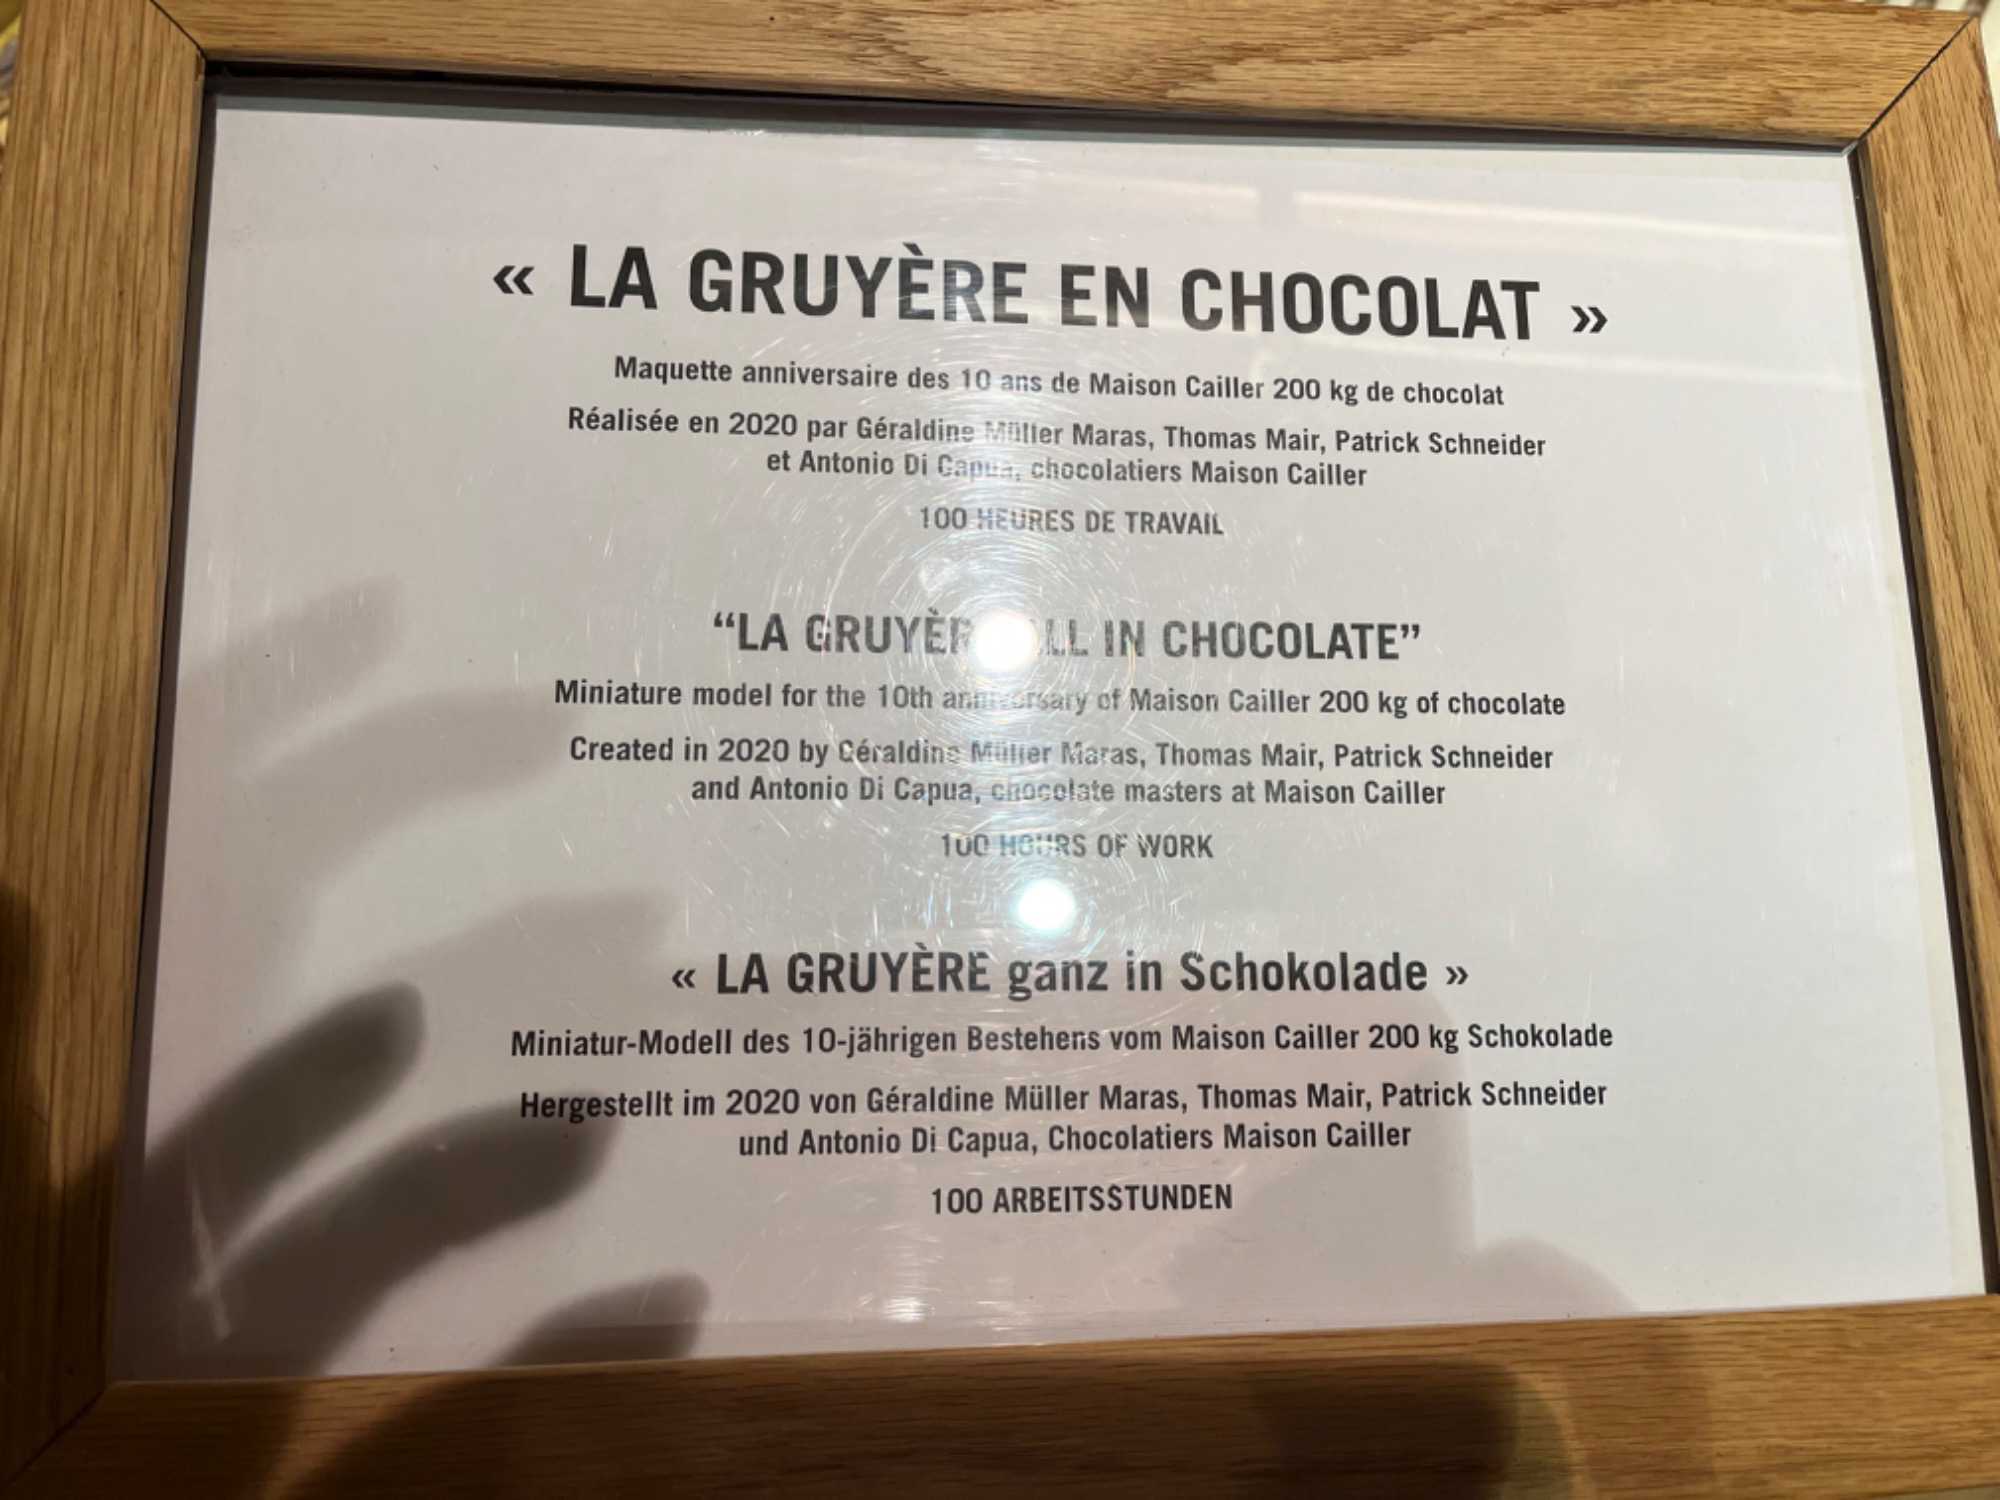 « LA GRUYÈRE EN CHOCOLAT »
Maquette anniversaire des 10 ans de Maison Cailler 200 kg de chocolat
Réalisée en 2020 par Géraldine Müller Maras, Thomas Mair, Patrick Schneider
et Antonio Di Capua, chocolatiers Maison Cailler
100 HEURES DE TRAVAIL
“LA IN CHOCOLATE”
Miniature model for the 10th anniversary of Maison Cailler 200 kg of chocolate
Created in 2020 by Géraldine Müller Maras, Thomas Mair, Patrick Schneider
and Antonio Di Capua, chocolate masters at Maison Cailler
100 HOURS OF WORK
« LA GRUYÈRE ganz in Schokolade »
Miniatur-Modell des 10-jährigen Bestehens vom Maison Cailler 200 kg Schokolade
Hergestellt im 2020 von Géraldine Müller Maras, Thomas Mair, Patrick Schneider
und Antonio Di Capua, Chocolatiers Maison Cailler
100 ARBEITSSTUNDEN